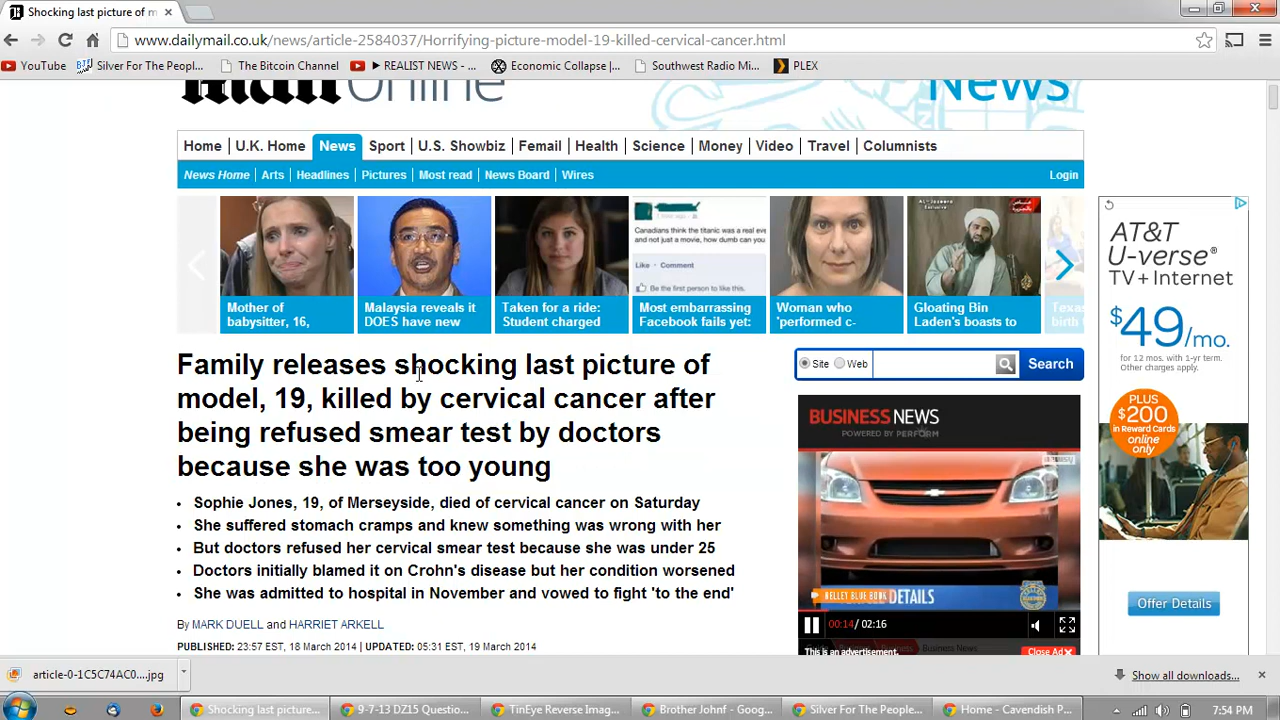 Shocking last picture of m
www.dailymail.co.uk/news/article-2584037/Horrifying-picture-model-19-killed-cervical-cancer.html
YouTube Silver For The Peopl... The Bitcoin Channel ► REALIST NEWS -... Economic Collapse |... Southwest Radio Mi... PLEX
Mail Online News
Home U.K. Home News Sport U.S. Showbiz Femail Health Science Money Video Travel Columnists
News Home Arts Headlines Pictures Most read News Board Wires Login
Canadians think the titanic was a real eve
and not just a movie, how dumb can you
Like · Comment
Be the first person to like this.
AL-Jazeera
Exclusive
Mother of
babysitter, 16,
Malaysia reveals it
DOES have new
Taken for a ride:
Student charged
Most embarrassing
Facebook fails yet:
Woman who
'performed c-
Gloating Bin
Laden's boasts to
Texas
birth t
AT&T
U-verse®
TV + Internet
$49/mo.
for 12 mos. with 1-yr term.
Other charges apply.
PLUS
$200
in Reward Cards
online
only
Offer Details
Family releases shocking last picture of
model, 19, killed by cervical cancer after
being refused smear test by doctors
because she was too young
Site Web Search
• Sophie Jones, 19, of Merseyside, died of cervical cancer on Saturday
• She suffered stomach cramps and knew something was wrong with her
• But doctors refused her cervical smear test because she was under 25
• Doctors initially blamed it on Crohn's disease but her condition worsened
• She was admitted to hospital in November and vowed to fight 'to the end'
By MARK DUELL and HARRIET ARKELL
PUBLISHED: 23:57 EST, 18 March 2014 | UPDATED: 05:31 EST, 19 March 2014
BUSINESS NEWS
POWERED BY PERFORM
KELLEY BLUE BOOK
DETAILS
00:14 / 02:16
This is an advertisement. Business News Close Ad X
article-0-1C5C74AC0....jpg Show all downloads...
Shocking last picture... 9-7-13 DZ15 Questio... TinEye Reverse Imag... Brother Johnf - Goog... Silver For The People... Home - Cavendish P... 7:54 PM